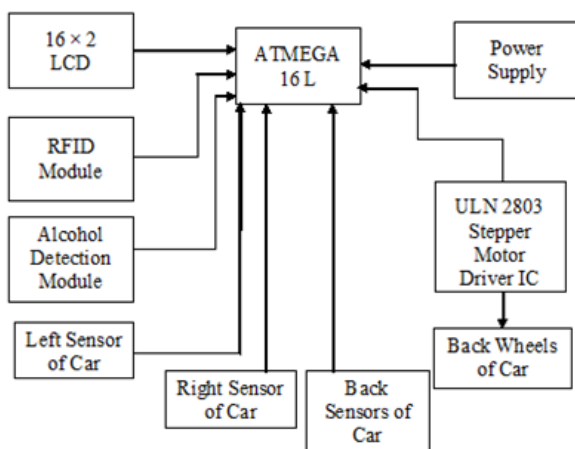 16 × 2
LCD
ATMEGA
16 L
Power
Supply
RFID
Module
Alcohol
Detection
Module
ULN 2803
Stepper
Motor
Driver IC
Left Sensor
of Car
Right Sensor
of Car
Back
Sensors of
Car
Back Wheels
of Car